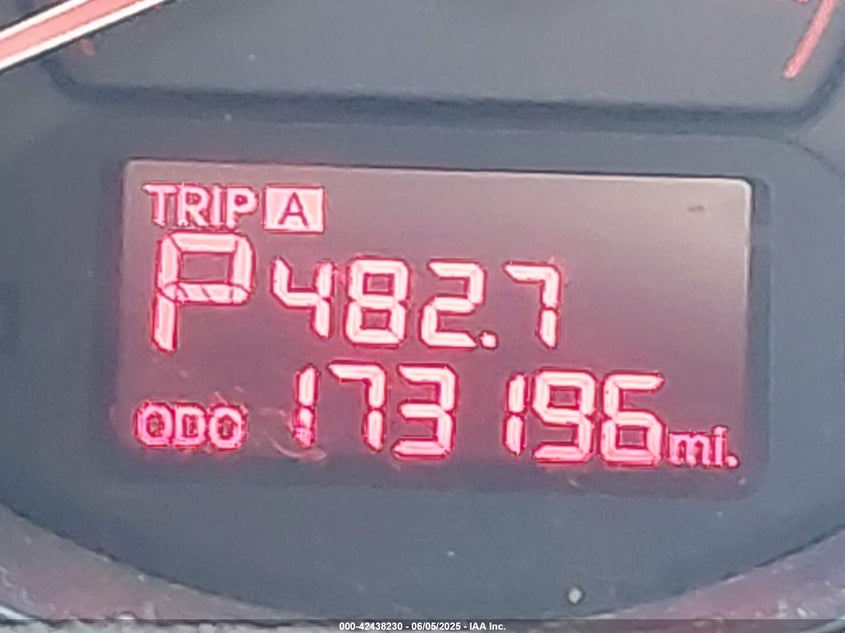 TRIP A
P 482.7
ODO 173196 mi.
000-42438230 - 06/05/2025 - IAA Inc.